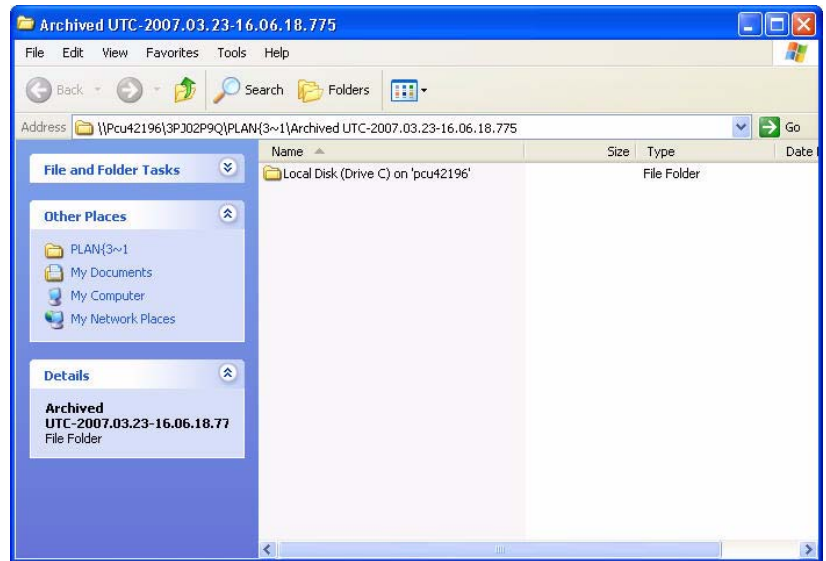 Archived UTC-2007.03.23-16.06.18.775
File Edit View Favorites Tools Help
Back Search Folders
Address \\Pcu42196\3PJ02P9Q\PLAN{3~1\Archived UTC-2007.03.23-16.06.18.775 Go
Name Size Type Date
File and Folder Tasks
Local Disk (Drive C) on 'pcu42196' File Folder
Other Places
PLAN{3~1
My Documents
My Computer
My Network Places
Details
Archived
UTC-2007.03.23-16.06.18.77
File Folder